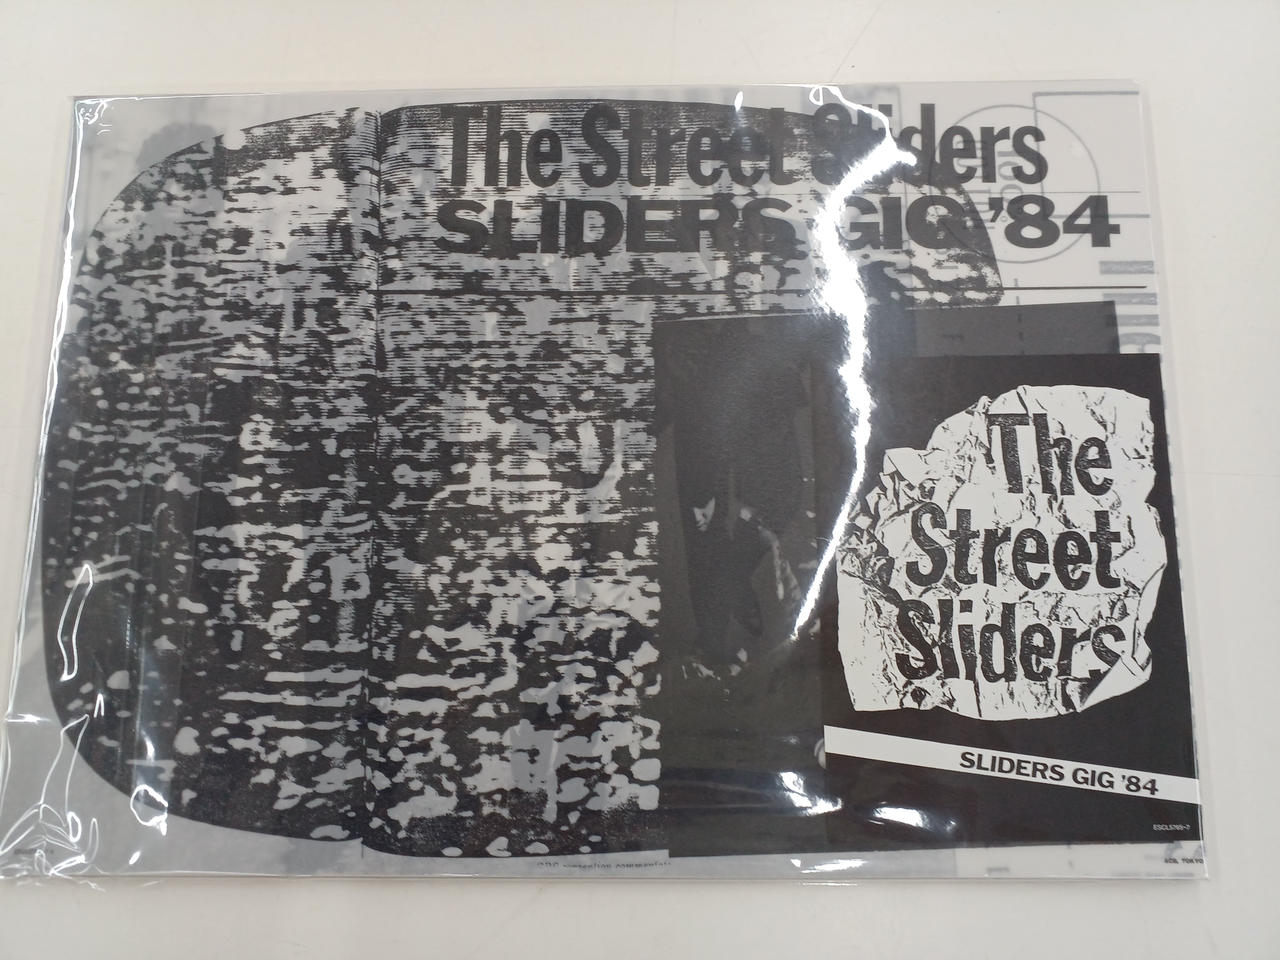 The Street Sliders
SLIDERS GIG '84
The
Street
Sliders
SLIDERS GIG '84